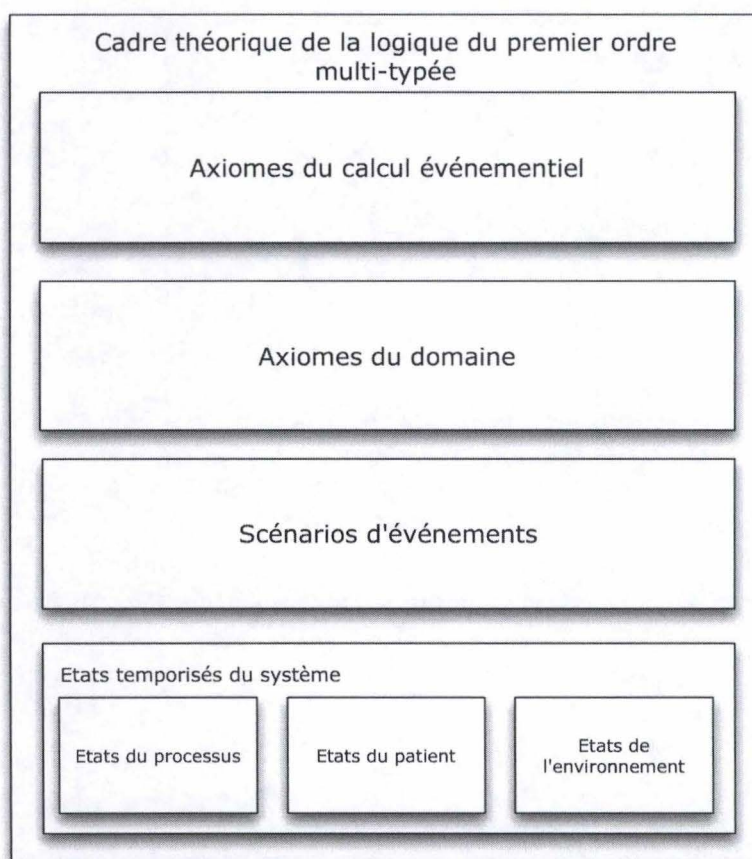 Cadre théorique de la logique du premier ordre
multi-typée
Axiomes du calcul événementiel
Axiomes du domaine
Scénarios d'événements
Etats temporisés du système
Etats du processus
Etats du patient
Etats de
l'environnement